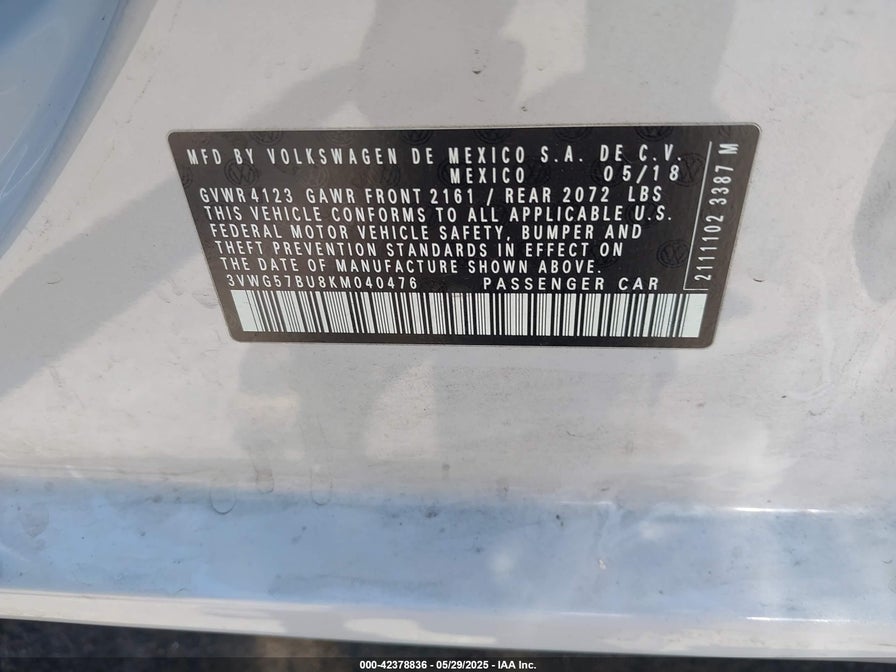 MFD BY VOLKSWAGEN DE MEXICO S.A. DE C.V.
MEXICO 05/18
GVWR 4123 GAWR FRONT 2161 / REAR 2072 LBS
THIS VEHICLE CONFORMS TO ALL APPLICABLE U.S.
FEDERAL MOTOR VEHICLE SAFETY, BUMPER AND
THEFT PREVENTION STANDARDS IN EFFECT ON
THE DATE OF MANUFACTURE SHOWN ABOVE.
3VWG57BU8KM040476 PASSENGER CAR
2111102 3387 M
000-42378836 - 05/29/2025 - IAA Inc.